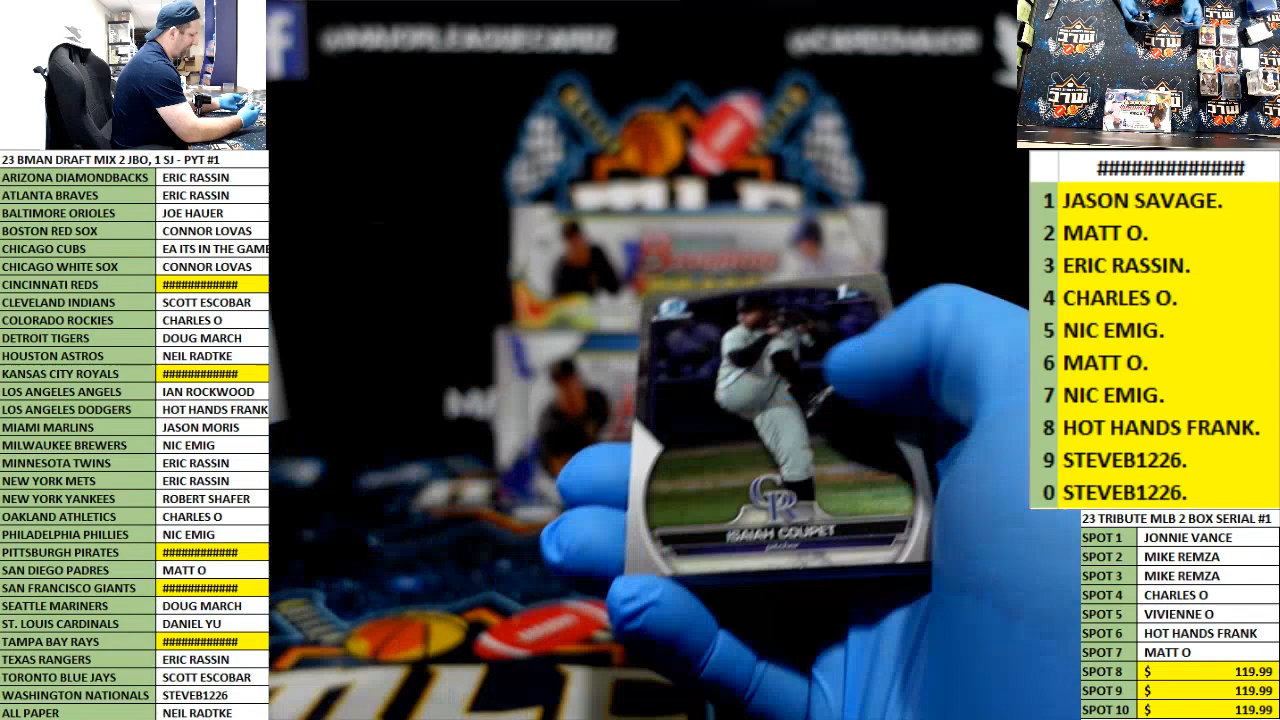 23 BMAN DRAFT MIX 2 JBO, 1 SJ - PYT #1
ARIZONA DIAMONDBACKS ERIC RASSIN
ATLANTA BRAVES ERIC RASSIN
BALTIMORE ORIOLES JOE HAUER
BOSTON RED SOX CONNOR LOVAS
CHICAGO CUBS EA ITS IN THE GAME
CHICAGO WHITE SOX CONNOR LOVAS
CINCINNATI REDS ############
CLEVELAND INDIANS SCOTT ESCOBAR
COLORADO ROCKIES CHARLES O
DETROIT TIGERS DOUG MARCH
HOUSTON ASTROS NEIL RADTKE
KANSAS CITY ROYALS ############
LOS ANGELES ANGELS IAN ROCKWOOD
LOS ANGELES DODGERS HOT HANDS FRANK
MIAMI MARLINS JASON MORIS
MILWAUKEE BREWERS NIC EMIG
MINNESOTA TWINS ERIC RASSIN
NEW YORK METS ERIC RASSIN
NEW YORK YANKEES ROBERT SHAFER
OAKLAND ATHLETICS CHARLES O
PHILADELPHIA PHILLIES NIC EMIG
PITTSBURGH PIRATES ############
SAN DIEGO PADRES MATT O
SAN FRANCISCO GIANTS ############
SEATTLE MARINERS DOUG MARCH
ST. LOUIS CARDINALS DANIEL YU
TAMPA BAY RAYS ############
TEXAS RANGERS ERIC RASSIN
TORONTO BLUE JAYS SCOTT ESCOBAR
WASHINGTON NATIONALS STEVEB1226
ALL PAPER NEIL RADTKE
CR
ISAIAH COUPET
pitcher
#############
1 JASON SAVAGE.
2 MATT O.
3 ERIC RASSIN.
4 CHARLES O.
5 NIC EMIG.
6 MATT O.
7 NIC EMIG.
8 HOT HANDS FRANK.
9 STEVEB1226.
0 STEVEB1226.
23 TRIBUTE MLB 2 BOX SERIAL #1
SPOT 1 JONNIE VANCE
SPOT 2 MIKE REMZA
SPOT 3 MIKE REMZA
SPOT 4 CHARLES O
SPOT 5 VIVIENNE O
SPOT 6 HOT HANDS FRANK
SPOT 7 MATT O
SPOT 8 $ 119.99
SPOT 9 $ 119.99
SPOT 10 $ 119.99